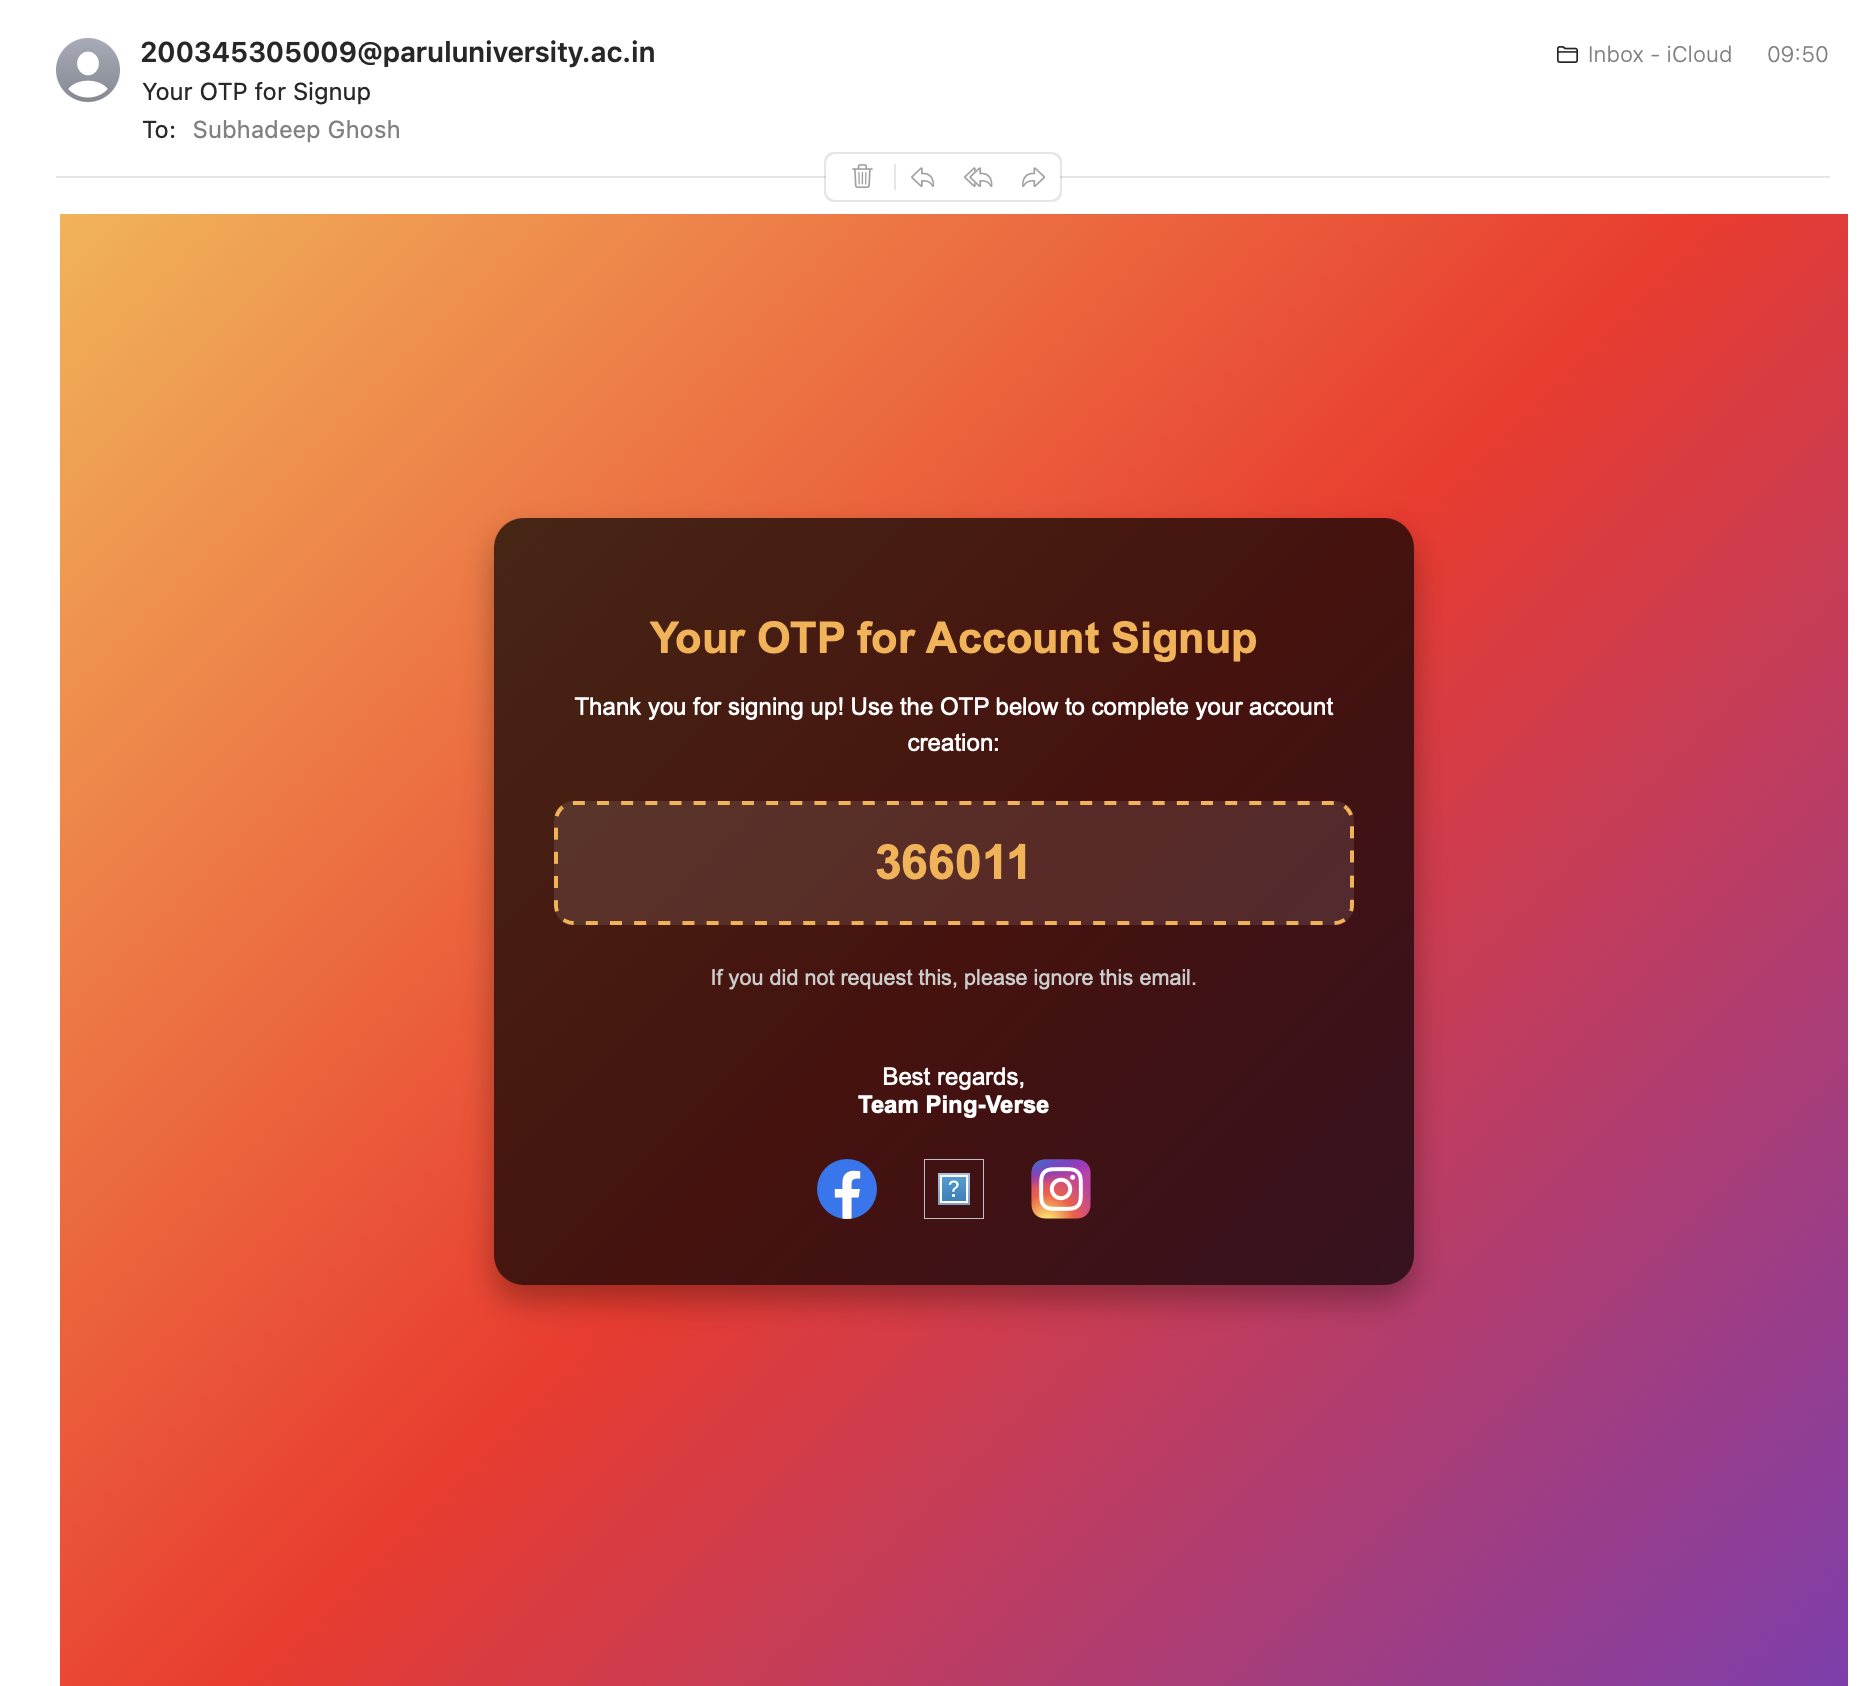 200345305009@paruluniversity.ac.in
Inbox - iCloud 09:50
Your OTP for Signup
To: Subhadeep Ghosh
Your OTP for Account Signup
Thank you for signing up! Use the OTP below to complete your account
creation:
366011
If you did not request this, please ignore this email.
Best regards,
Team Ping-Verse